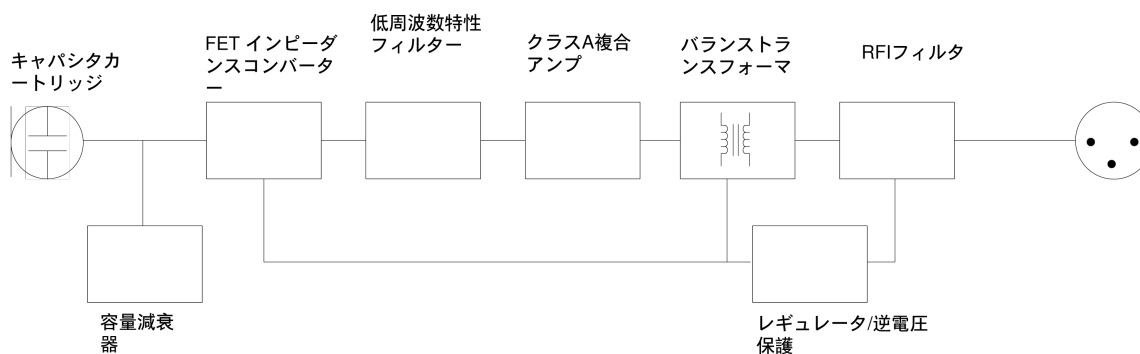 キャパシタカ
ートリッジ
FET インピーダ
ンスコンバータ
ー
低周波数特性
フィルター
クラスA複合
アンプ
バランストラ
ンスフォーマ
RFIフィルタ
容量減衰
器
レギュレータ/逆電圧
保護